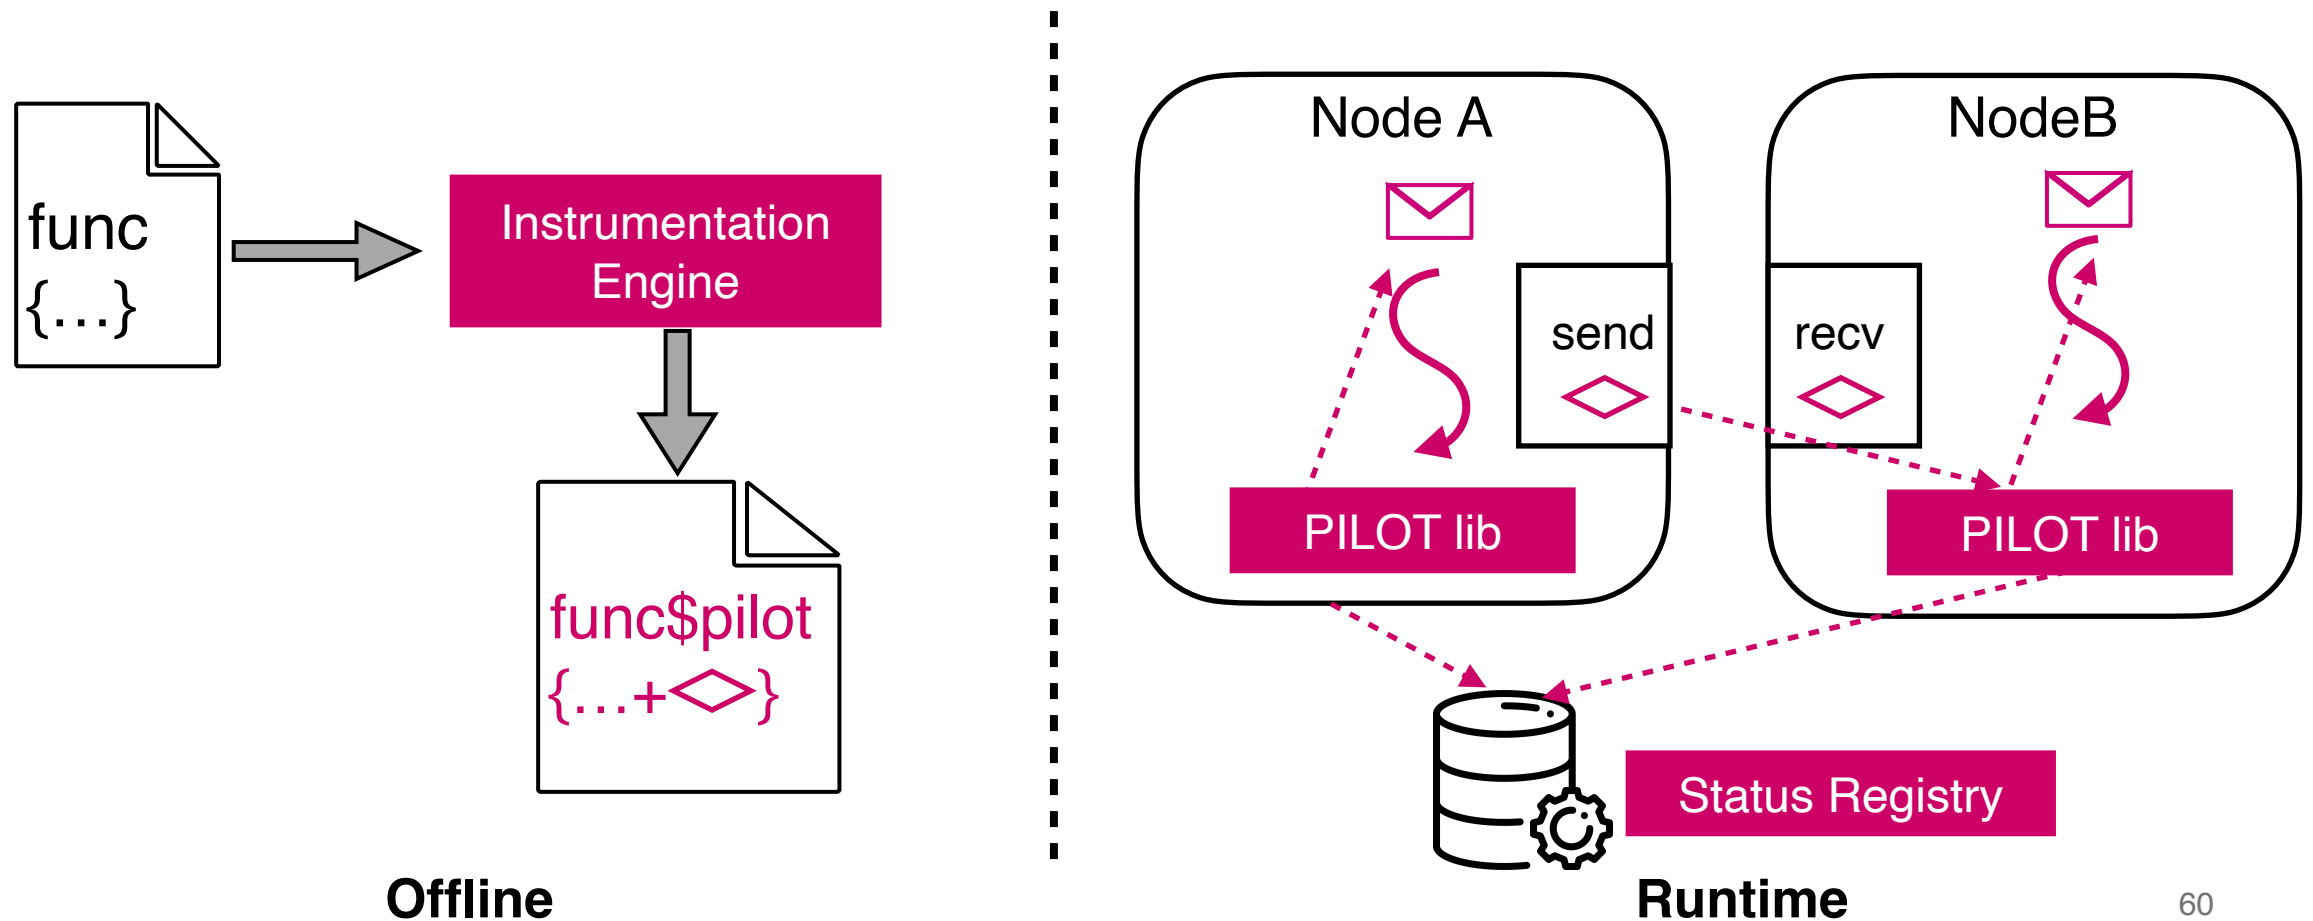 func
{...}
Instrumentation
Engine
func$pilot
{...+ }
Offline
Node A
send
PILOT lib
NodeB
recv
PILOT lib
Status Registry
Runtime
60